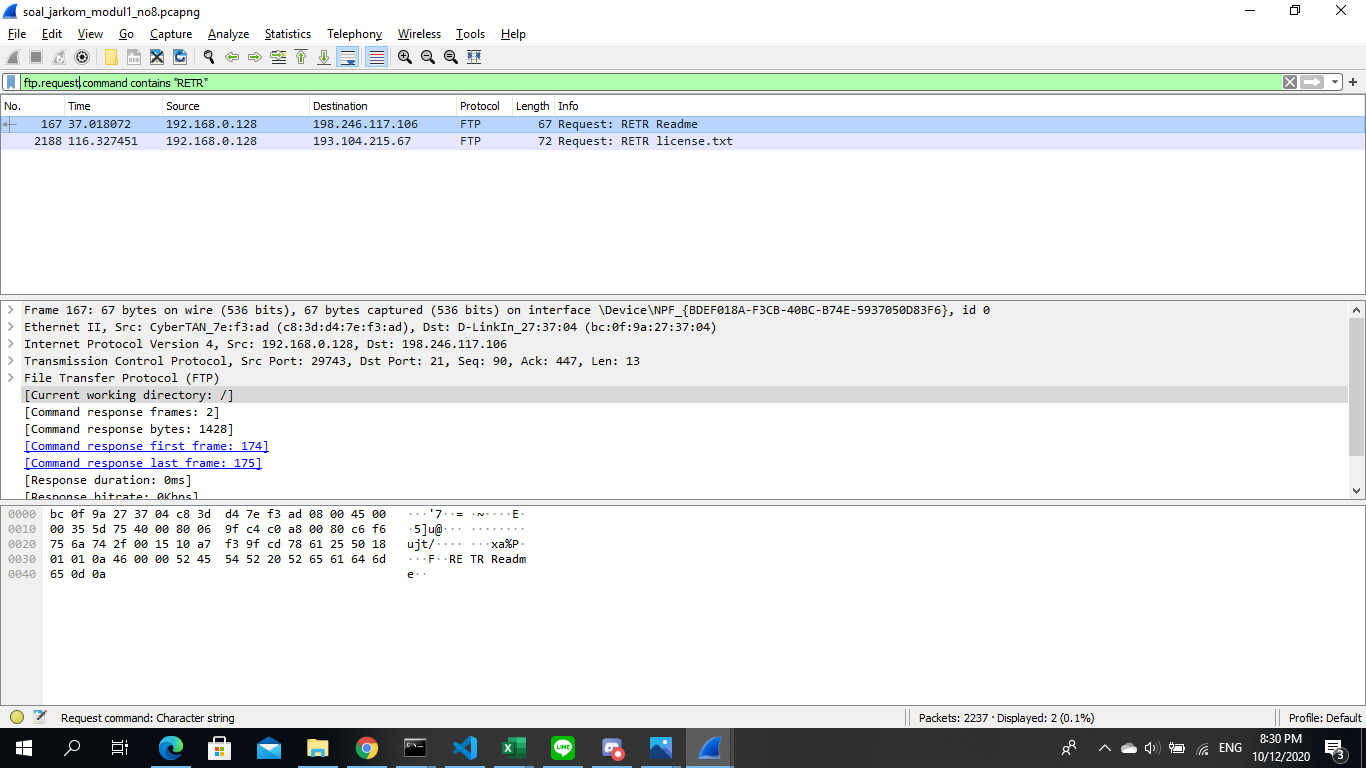 soal_jarkom_modul1_no8.pcapng
File Edit View Go Capture Analyze Statistics Telephony Wireless Tools Help
ftp.request.command contains "RETR"
No. Time Source Destination Protocol Length Info
167 37.018072 192.168.0.128 198.246.117.106 FTP 67 Request: RETR Readme
2188 116.327451 192.168.0.128 193.104.215.67 FTP 72 Request: RETR license.txt
Frame 167: 67 bytes on wire (536 bits), 67 bytes captured (536 bits) on interface \Device\NPF_{BDEF018A-F3CB-40BC-B74E-5937050D83F6}, id 0
Ethernet II, Src: CyberTAN_7e:f3:ad (c8:3d:d4:7e:f3:ad), Dst: D-LinkIn_27:37:04 (bc:0f:9a:27:37:04)
Internet Protocol Version 4, Src: 192.168.0.128, Dst: 198.246.117.106
Transmission Control Protocol, Src Port: 29743, Dst Port: 21, Seq: 90, Ack: 447, Len: 13
File Transfer Protocol (FTP)
[Current working directory: /]
[Command response frames: 2]
[Command response bytes: 1428]
[Command response first frame: 174]
[Command response last frame: 175]
[Response duration: 0ms]
[Response bitrate: 0Kbps]
0000 bc 0f 9a 27 37 04 c8 3d d4 7e f3 ad 08 00 45 00 ···'7··= ·~····E·
0010 00 35 5d 75 40 00 80 06 9f c4 c0 a8 00 80 c6 f6 ·5]u@··· ········
0020 75 6a 74 2f 00 15 10 a7 f3 9f cd 78 61 25 50 18 ujt/···· ···xa%P·
0030 01 01 0a 46 00 00 52 45 54 52 20 52 65 61 64 6d ···F··RE TR Readm
0040 65 0d 0a e··
Request command: Character string
Packets: 2237 · Displayed: 2 (0.1%)
Profile: Default
ENG
8:30 PM
10/12/2020
3